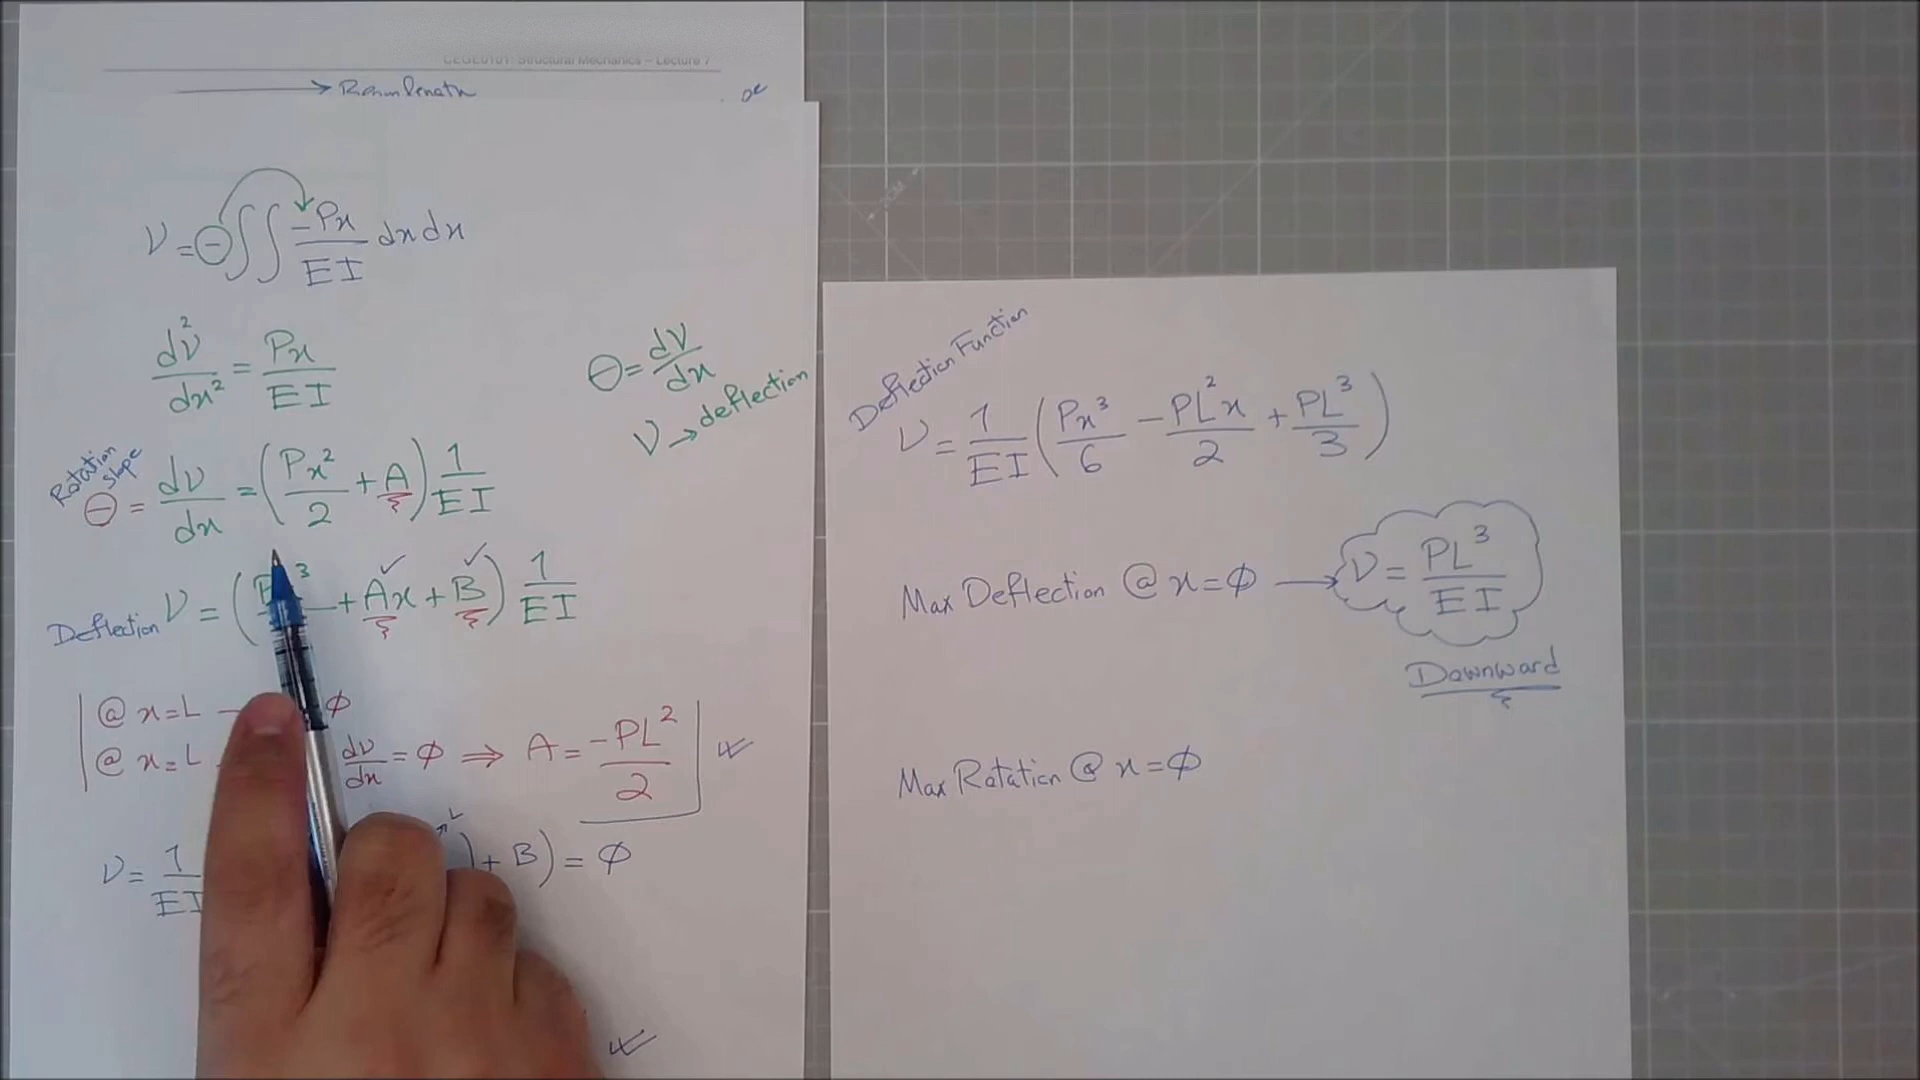 CEGE0101: Structural Mechanics – Lecture 7
→ Beam length
ν = ⊖∫∫ -Px/EI dx dx
d²ν/dx² = Px/EI
θ = dν/dx
ν → deflection
Rotation slope
θ = dν/dx = (Px²/2 + A) 1/EI
Deflection ν = ( ³ + Ax + B) 1/EI
@ x=L ϕ
@ x=L dν/dx = ϕ ⇒ A = -PL²/2
ν = 1/EI ) + B) = ϕ
Deflection Function
ν = 1/EI (Px³/6 - PL²x/2 + PL³/3)
Max Deflection @ x=ϕ → ν = PL³/EI
Downward
Max Rotation @ x=ϕ